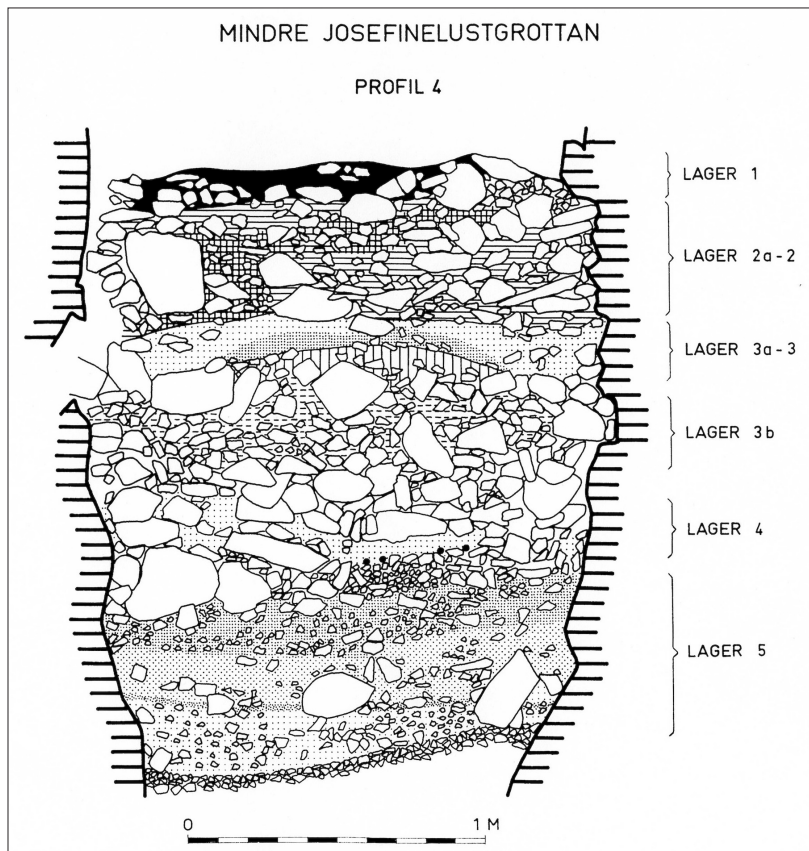 MINDRE JOSEFINELUSTGROTTAN
PROFIL 4
LAGER 1
LAGER 2a-2
LAGER 3a-3
LAGER 3b
LAGER 4
LAGER 5
0 1 M